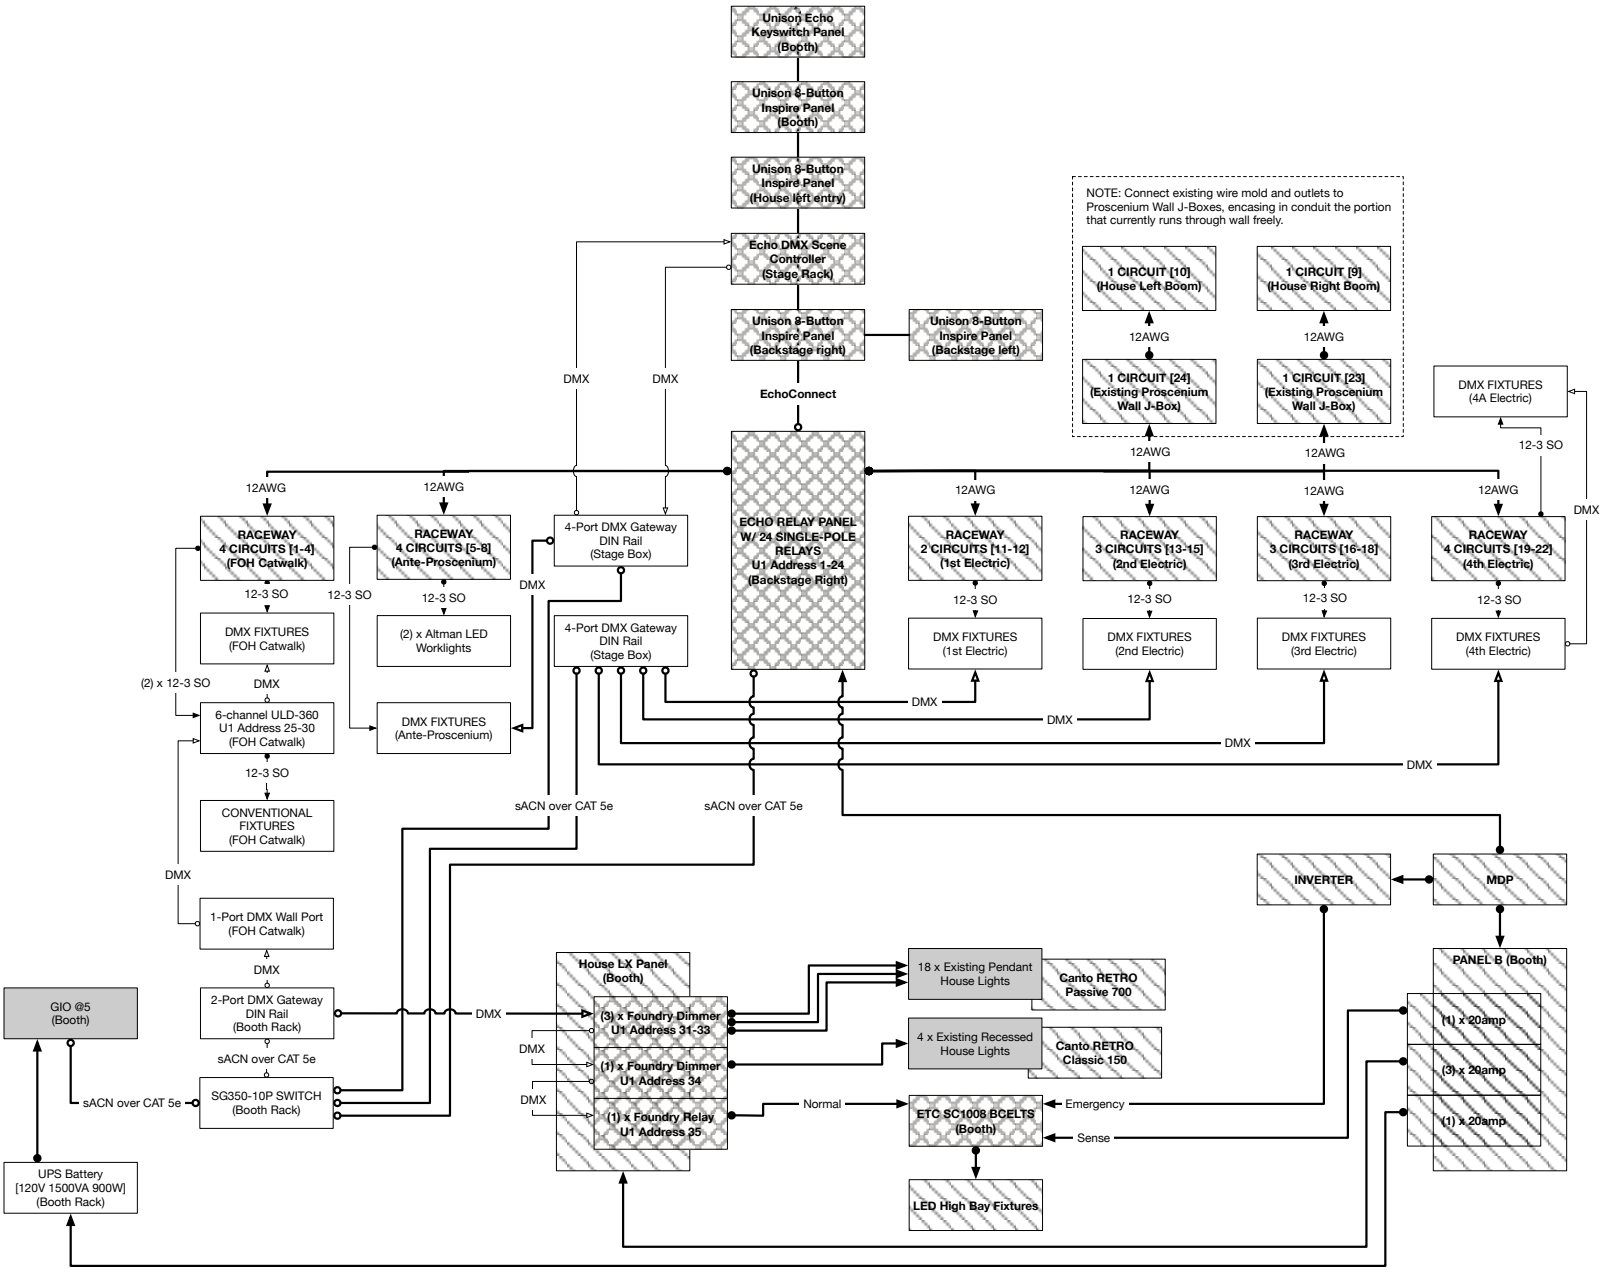 Unison Echo
Keyswitch Panel
(Booth)
Unison 8-Button
Inspire Panel
(Booth)
Unison 8-Button
Inspire Panel
(House left entry)
Echo DMX Scene
Controller
(Stage Rack)
Unison 8-Button
Inspire Panel
(Backstage right)
Unison 8-Button
Inspire Panel
(Backstage left)
NOTE: Connect existing wire mold and outlets to
Proscenium Wall J-Boxes, encasing in conduit the portion
that currently runs through wall freely.
1 CIRCUIT [10]
(House Left Boom)
1 CIRCUIT [9]
(House Right Boom)
12AWG
12AWG
1 CIRCUIT [24]
(Existing Proscenium
Wall J-Box)
1 CIRCUIT [23]
(Existing Proscenium
Wall J-Box)
DMX FIXTURES
(4A Electric)
DMX
DMX
EchoConnect
12AWG
12AWG
12-3 SO
DMX
12AWG
12AWG
12AWG
12AWG
12AWG
12AWG
RACEWAY
4 CIRCUITS [1-4]
(FOH Catwalk)
RACEWAY
4 CIRCUITS [5-8]
(Ante-Proscenium)
4-Port DMX Gateway
DIN Rail
(Stage Box)
ECHO RELAY PANEL
W/ 24 SINGLE-POLE
RELAYS
U1 Address 1-24
(Backstage Right)
RACEWAY
2 CIRCUITS [11-12]
(1st Electric)
RACEWAY
3 CIRCUITS [13-15]
(2nd Electric)
RACEWAY
3 CIRCUITS [16-18]
(3rd Electric)
RACEWAY
4 CIRCUITS [19-22]
(4th Electric)
12-3 SO
12-3 SO
12-3 SO
DMX
12-3 SO
12-3 SO
12-3 SO
12-3 SO
DMX FIXTURES
(FOH Catwalk)
(2) x Altman LED
Worklights
4-Port DMX Gateway
DIN Rail
(Stage Box)
DMX FIXTURES
(1st Electric)
DMX FIXTURES
(2nd Electric)
DMX FIXTURES
(3rd Electric)
DMX FIXTURES
(4th Electric)
(2) x 12-3 SO
DMX
6-channel ULD-360
U1 Address 25-30
(FOH Catwalk)
DMX FIXTURES
(Ante-Proscenium)
DMX
DMX
DMX
DMX
12-3 SO
CONVENTIONAL
FIXTURES
(FOH Catwalk)
sACN over CAT 5e
sACN over CAT 5e
DMX
INVERTER
MDP
1-Port DMX Wall Port
(FOH Catwalk)
DMX
House LX Panel
(Booth)
18 x Existing Pendant
House Lights
Canto RETRO
Passive 700
PANEL B (Booth)
GIO @5
(Booth)
2-Port DMX Gateway
DIN Rail
(Booth Rack)
DMX
(3) x Foundry Dimmer
U1 Address 31-33
(1) x 20amp
4 x Existing Recessed
House Lights
Canto RETRO
Classic 150
sACN over CAT 5e
DMX
(1) x Foundry Dimmer
U1 Address 34
(3) x 20amp
sACN over CAT 5e
SG350-10P SWITCH
(Booth Rack)
DMX
(1) x Foundry Relay
U1 Address 35
Normal
ETC SC1008 BCELTS
(Booth)
Emergency
Sense
(1) x 20amp
UPS Battery
[120V 1500VA 900W]
(Booth Rack)
LED High Bay Fixtures